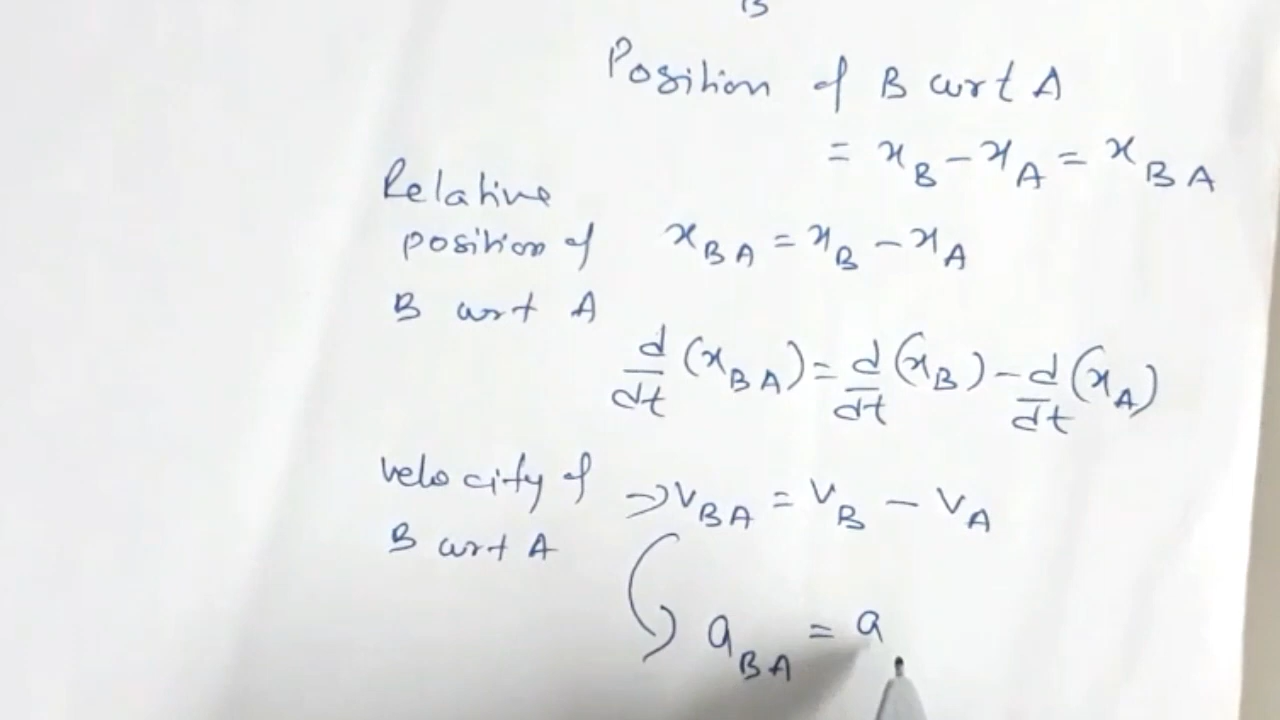 B
Position of B wrt A
= x_B - x_A = x_BA
Relative
position of x_BA = x_B - x_A
B wrt A
d/dt (x_BA) = d/dt (x_B) - d/dt (x_A)
velocity of ⇒ v_BA = v_B - v_A
B wrt A
a_BA = a